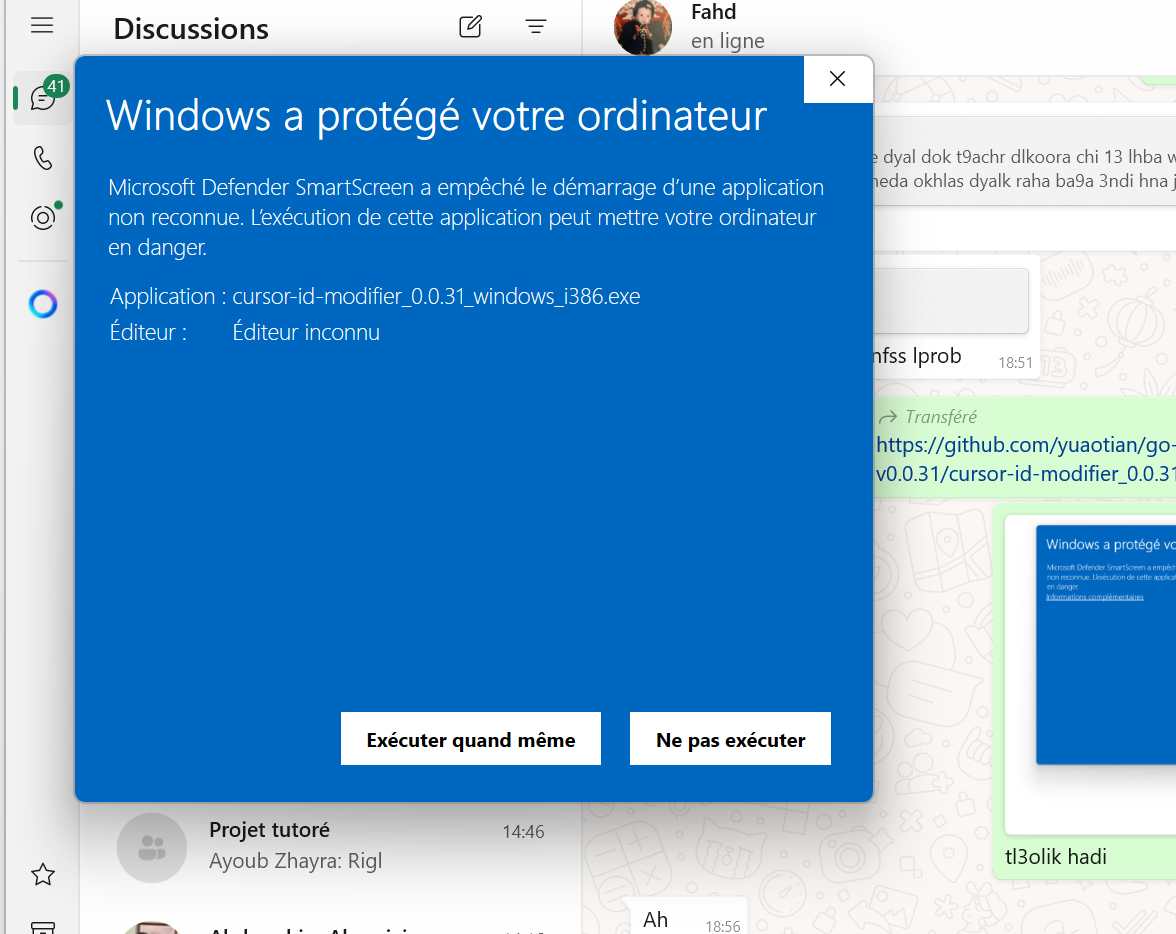 Discussions
41
Fahd
en ligne
Windows a protégé votre ordinateur
Microsoft Defender SmartScreen a empêché le démarrage d'une application
non reconnue. L'exécution de cette application peut mettre votre ordinateur
en danger.
Application : cursor-id-modifier_0.0.31_windows_i386.exe
Éditeur : Éditeur inconnu
Exécuter quand même
Ne pas exécuter
dyal dok t9achr dlkoora chi 13 lhba
okhlas dyalk raha ba9a 3ndi hna
lprob
18:51
Transféré
https://github.com/yuaotian/go-
v0.0.31/cursor-id-modifier_0.0.31
Windows a protégé
Microsoft Defender SmartScreen a
non reconnue. L'exécution de cette
en danger.
Informations complémentaires
tl3olik hadi
Ah
18:56
Projet tutoré
14:46
Ayoub Zhayra: Rigl